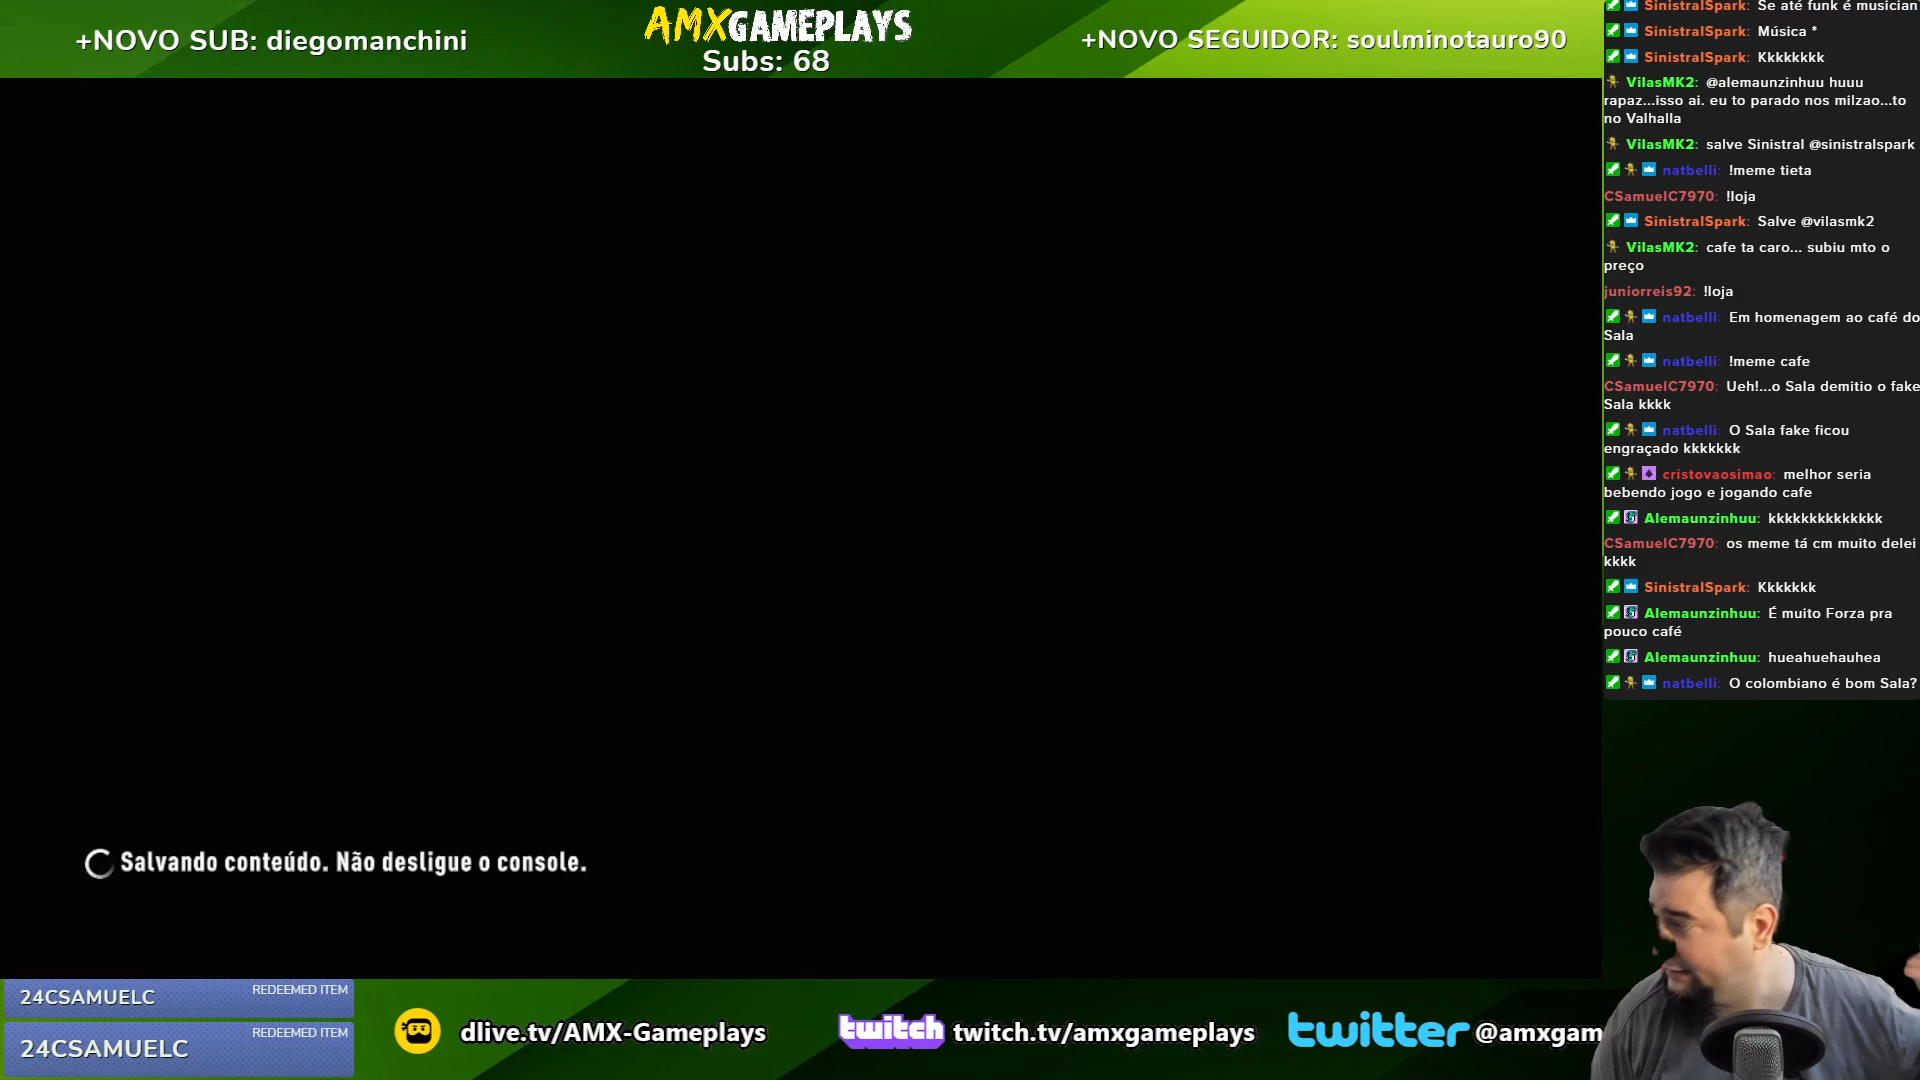 +NOVO SUB: diegomanchini
AMXGAMEPLAYS
Subs: 68
+NOVO SEGUIDOR: soulminotauro90
SinistralSpark: Se até funk é musician
SinistralSpark: Música *
SinistralSpark: Kkkkkkkk
VilasMK2: @alemaunzinhuu huuu
rapaz...isso ai. eu to parado nos milzao...to
no Valhalla
VilasMK2: salve Sinistral @sinistralspark
natbelli: !meme tieta
CSamuelC7970: !loja
SinistralSpark: Salve @vilasmk2
VilasMK2: cafe ta caro... subiu mto o
preço
juniorreis92: !loja
natbelli: Em homenagem ao café do
Sala
natbelli: !meme cafe
CSamuelC7970: Ueh!...o Sala demitio o fake
Sala kkkk
natbelli: O Sala fake ficou
engraçado kkkkkkk
cristovaosimao: melhor seria
bebendo jogo e jogando cafe
Alemaunzinhuu: kkkkkkkkkkkkkk
CSamuelC7970: os meme tá cm muito delei
kkkk
SinistralSpark: Kkkkkkk
Alemaunzinhuu: É muito Forza pra
pouco café
Alemaunzinhuu: hueahuehauhea
natbelli: O colombiano é bom Sala?
Salvando conteúdo. Não desligue o console.
24CSAMUELC REDEEMED ITEM
24CSAMUELC REDEEMED ITEM
dlive.tv/AMX-Gameplays
twitch twitch.tv/amxgameplays
twitter @amxgam